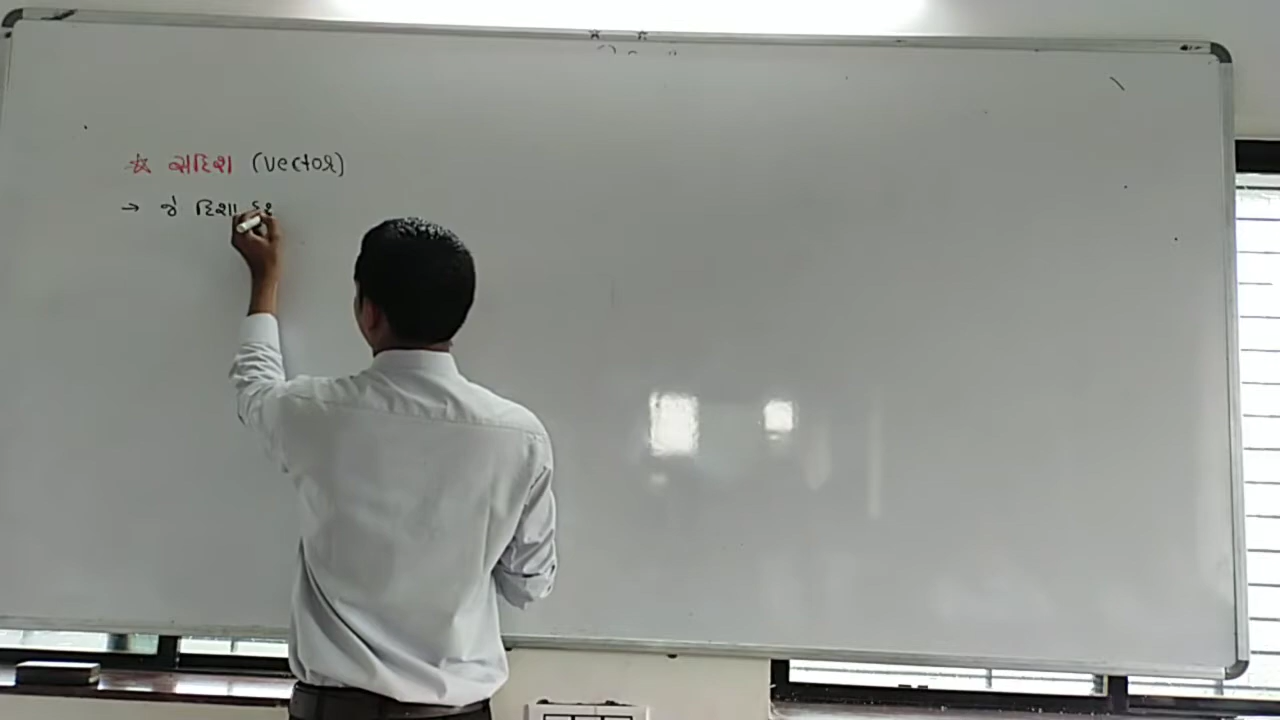 ☆ સદિશ (Vector)
→ જે દિશા